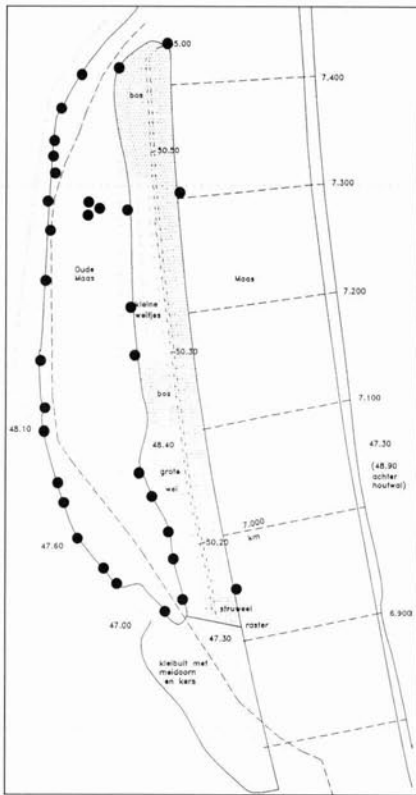 5.00
bos
7.400
50.50
7.300
Oude
Maas
Maas
kleine
weitjes
7.200
50.30
bos
7.100
48.10
48.40
47.30
(48.90
achter
houtwal)
grote
wei
7.000
km
47.60
50.20
struweel
6.900
47.00
raster
47.30
kleibult met
meidoorn
en kers